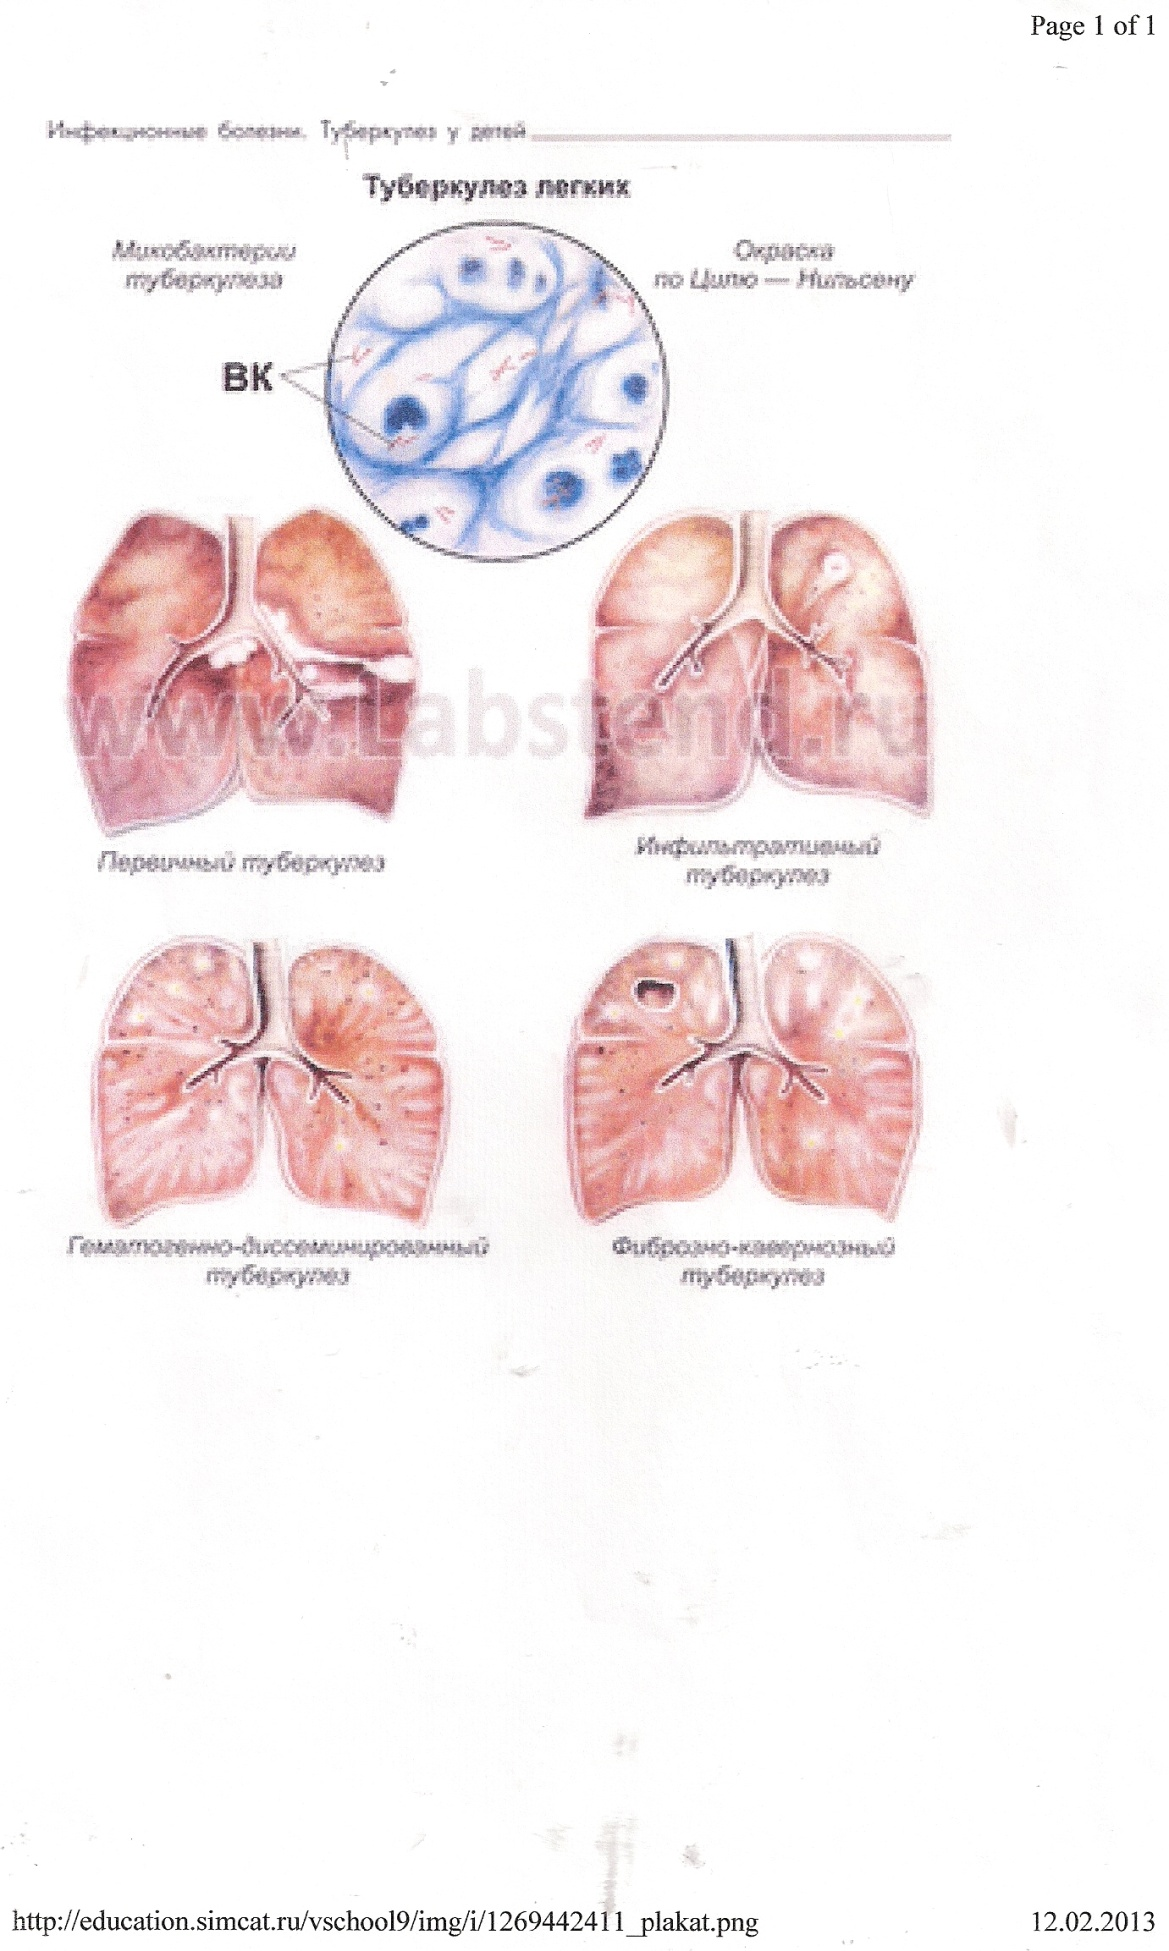 Page 1 of 1
Инфекционные болезни. Туберкулез у детей
Туберкулез легких
Микобактерии
туберкулеза
Окраска
по Цилю — Нильсену
ВК
www.Labstend.ru
Первичный туберкулез
Инфильтративный
туберкулез
Гематогенно-диссеминированный
туберкулез
Фиброзно-кавернозный
туберкулез
http://education.simcat.ru/vschool9/img/i/1269442411_plakat.png
12.02.2013